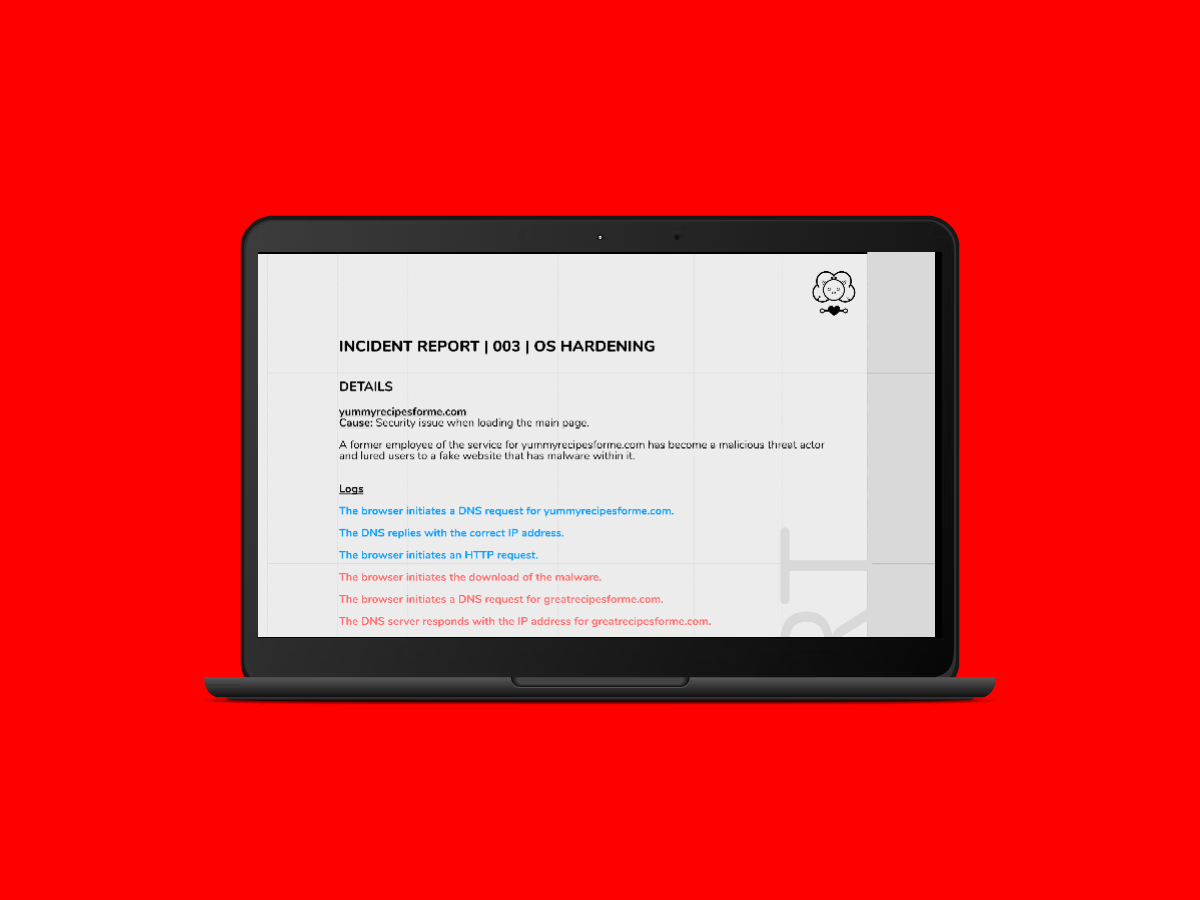 INCIDENT REPORT | 003 | OS HARDENING
DETAILS
yummyrecipesforme.com
Cause: Security issue when loading the main page.
A former employee of the service for yummyrecipesforme.com has become a malicious threat actor
and lured users to a fake website that has malware within it.
Logs
The browser initiates a DNS request for yummyrecipesforme.com.
The DNS replies with the correct IP address.
The browser initiates an HTTP request.
The browser initiates the download of the malware.
The browser initiates a DNS request for greatrecipesforme.com.
The DNS server responds with the IP address for greatrecipesforme.com.
RT